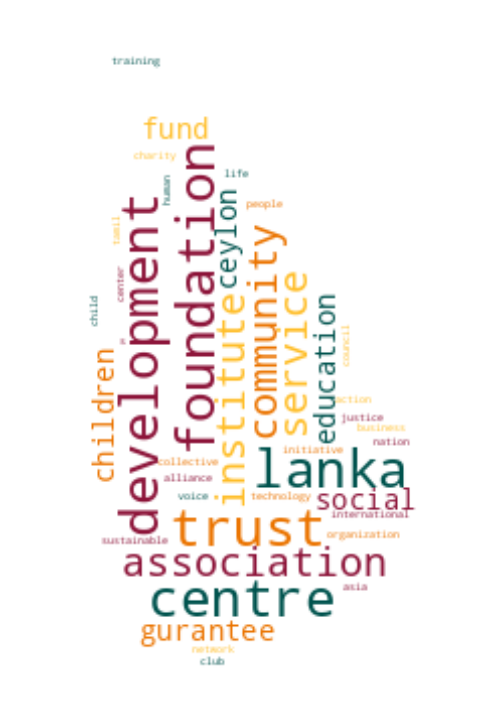 training
fund
charity
foundation
life
human
development
ceylon
people
tamil
community
center
service
child
institute
education
council
children
action
justice
business
nation
initiative
lanka
collective
alliance
voice
technology
social
international
trust
organization
sustainable
association
asia
centre
gurantee
network
club